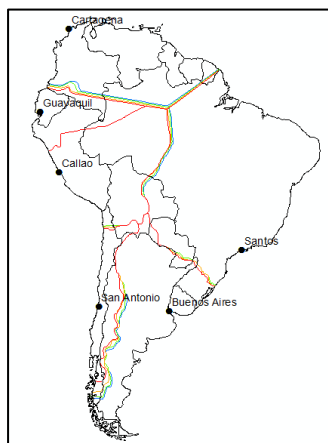 Cartagena
Guayaquil
Callao
Santos
San Antonio
Buenos Aires